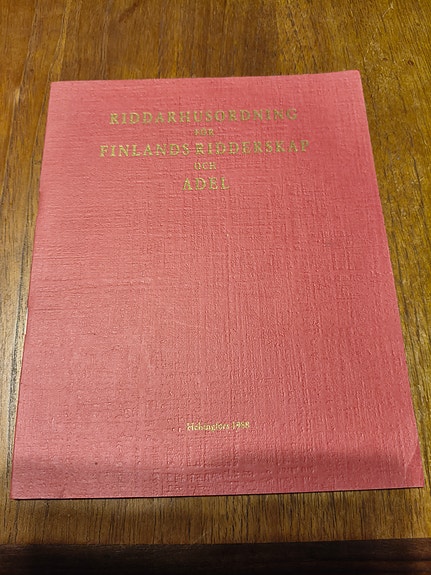 RIDDARHUSORDNING
FÖR
FINLANDS RIDDERSKAP
OCH
ADEL
Helsingfors 1958